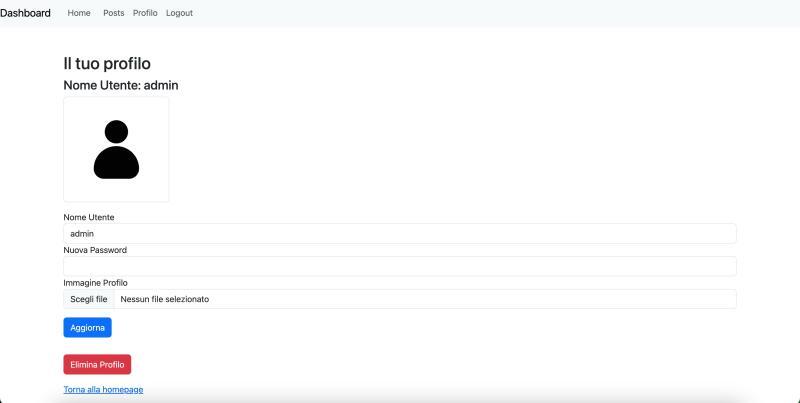 Dashboard Home Posts Profilo Logout
Il tuo profilo
Nome Utente: admin
Nome Utente
admin
Nuova Password
Immagine Profilo
Scegli file Nessun file selezionato
Aggiorna
Elimina Profilo
Torna alla homepage